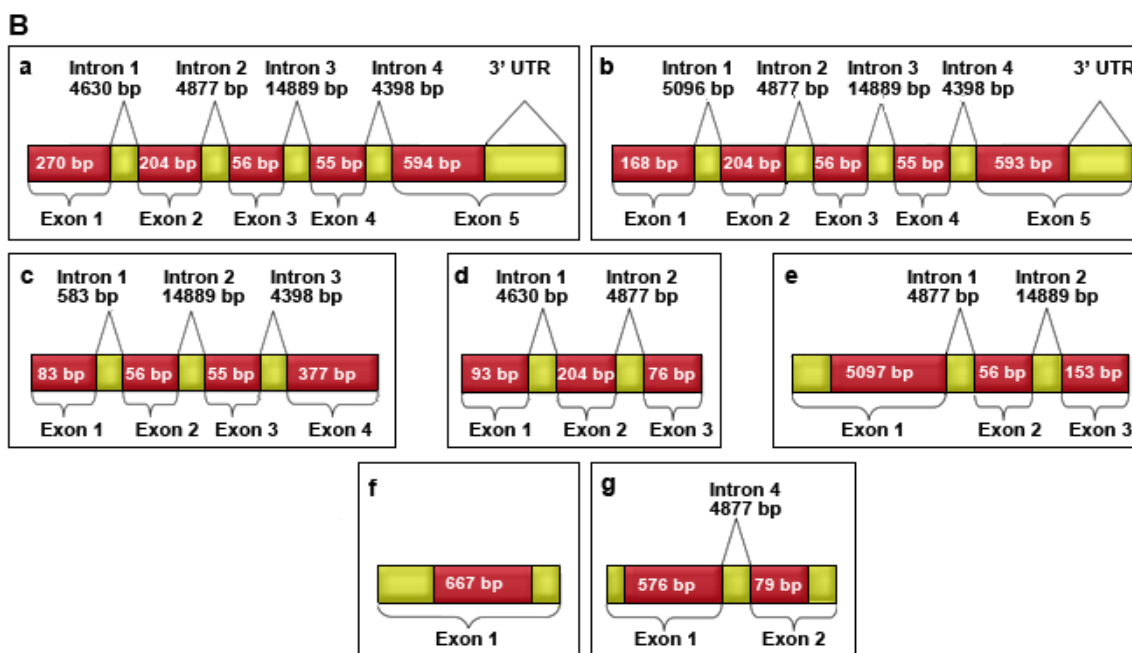 B
a
Intron 1 Intron 2 Intron 3 Intron 4 3' UTR
4630 bp 4877 bp 14889 bp 4398 bp
270 bp 204 bp 56 bp 55 bp 594 bp
Exon 1 Exon 2 Exon 3 Exon 4 Exon 5
b
Intron 1 Intron 2 Intron 3 Intron 4 3' UTR
5096 bp 4877 bp 14889 bp 4398 bp
168 bp 204 bp 56 bp 55 bp 593 bp
Exon 1 Exon 2 Exon 3 Exon 4 Exon 5
c
Intron 1 Intron 2 Intron 3
583 bp 14889 bp 4398 bp
83 bp 56 bp 55 bp 377 bp
Exon 1 Exon 2 Exon 3 Exon 4
d
Intron 1 Intron 2
4630 bp 4877 bp
93 bp 204 bp 76 bp
Exon 1 Exon 2 Exon 3
e
Intron 1 Intron 2
4877 bp 14889 bp
5097 bp 56 bp 153 bp
Exon 1 Exon 2 Exon 3
f
667 bp
Exon 1
g
Intron 4
4877 bp
576 bp 79 bp
Exon 1 Exon 2